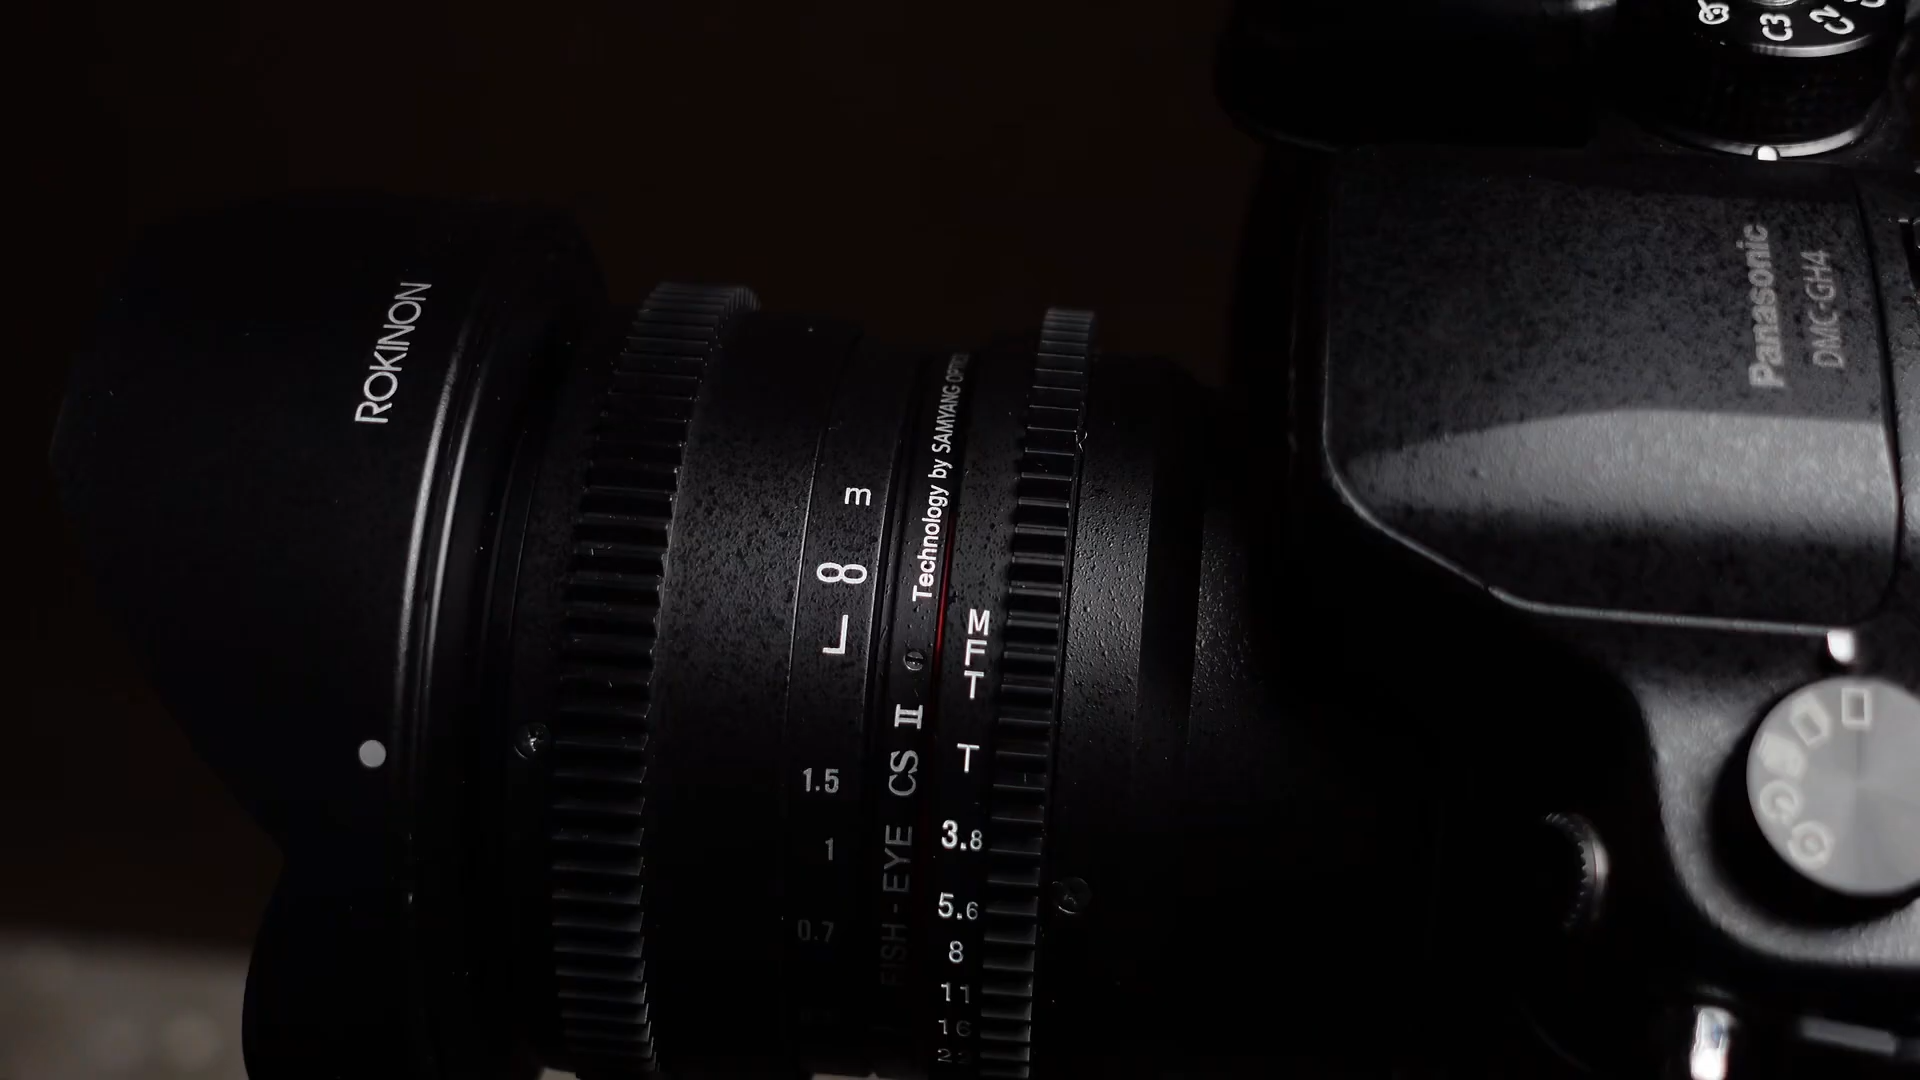 C3
C2
Panasonic
DMC-GH4
ROKINON
m
∞
L
1.5
1
0.7
Technology by SAMYANG OPTICS
FISH-EYE CS II
MFT
T
3.8
5.6
8
11
16